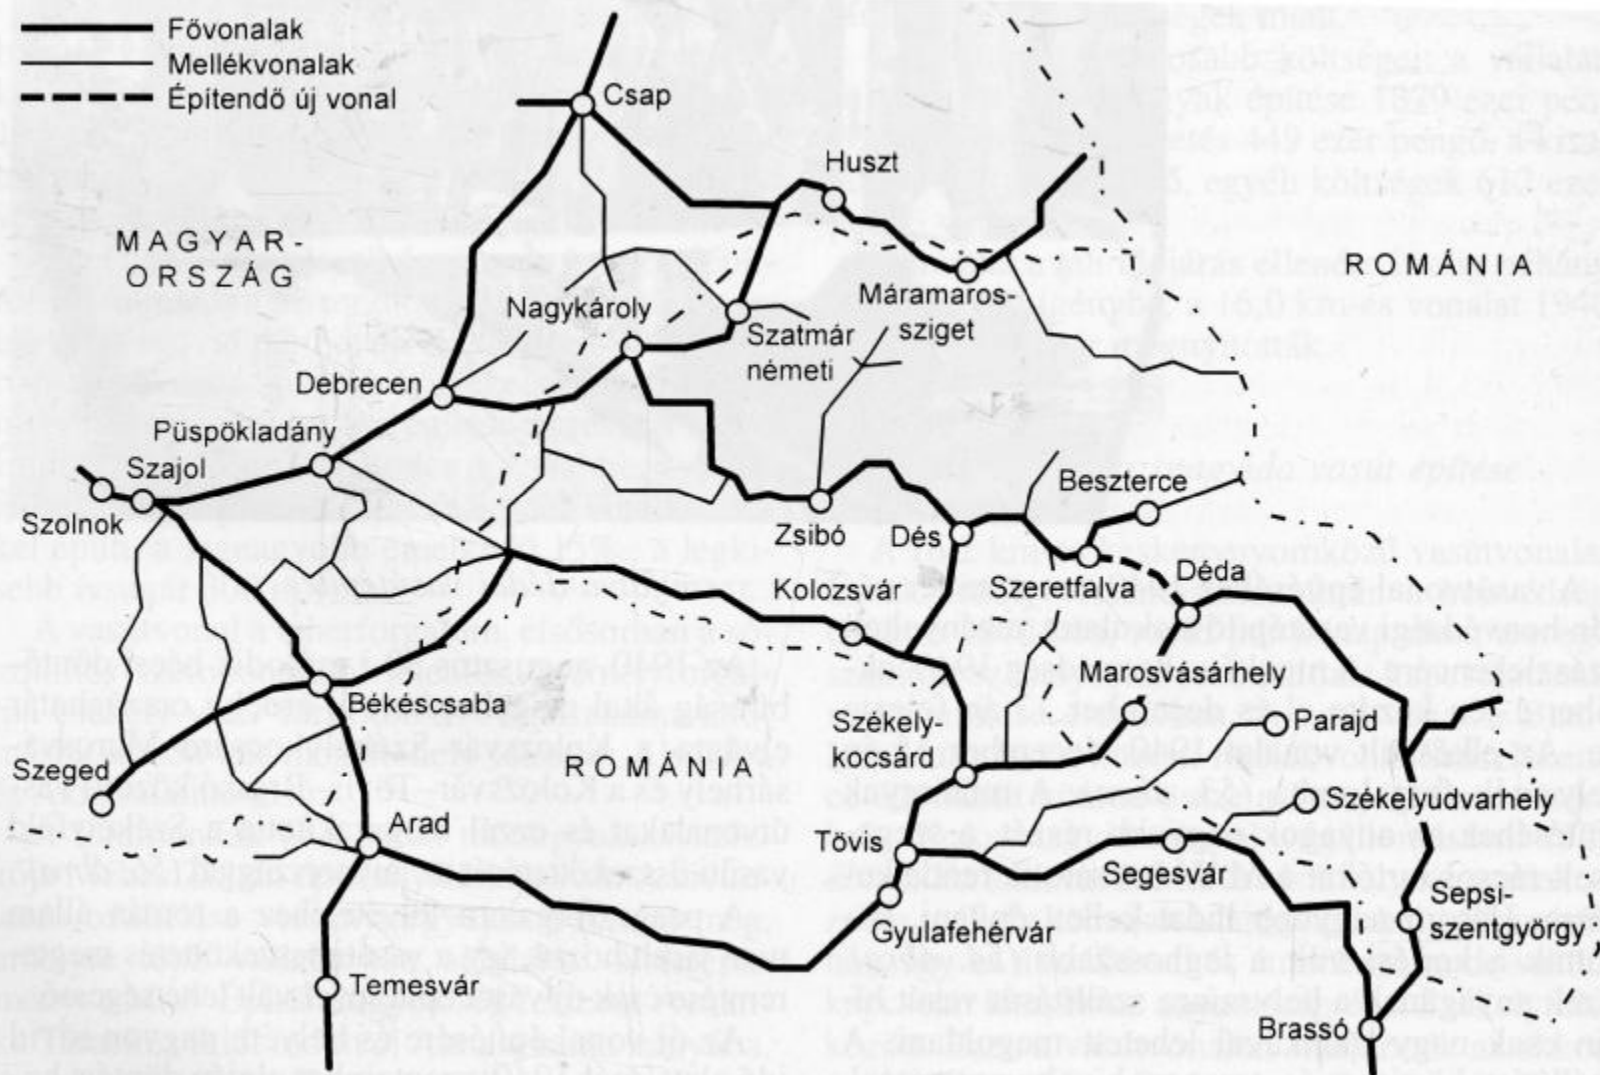 Fővonalak
Mellékvonalak
Építendő új vonal
Csap
Huszt
MAGYAR-
ORSZÁG
ROMÁNIA
Nagykároly
Máramaros-
sziget
Szatmár
németi
Debrecen
Püspökladány
Szajol
Szolnok
Beszterce
Zsibó
Dés
Szeretfalva
Déda
Kolozsvár
Marosvásárhely
Békéscsaba
Székely-
kocsárd
Parajd
Szeged
ROMÁNIA
Székelyudvarhely
Arad
Tövis
Segesvár
Sepsi-
szentgyörgy
Gyulafehérvár
Temesvár
Brassó